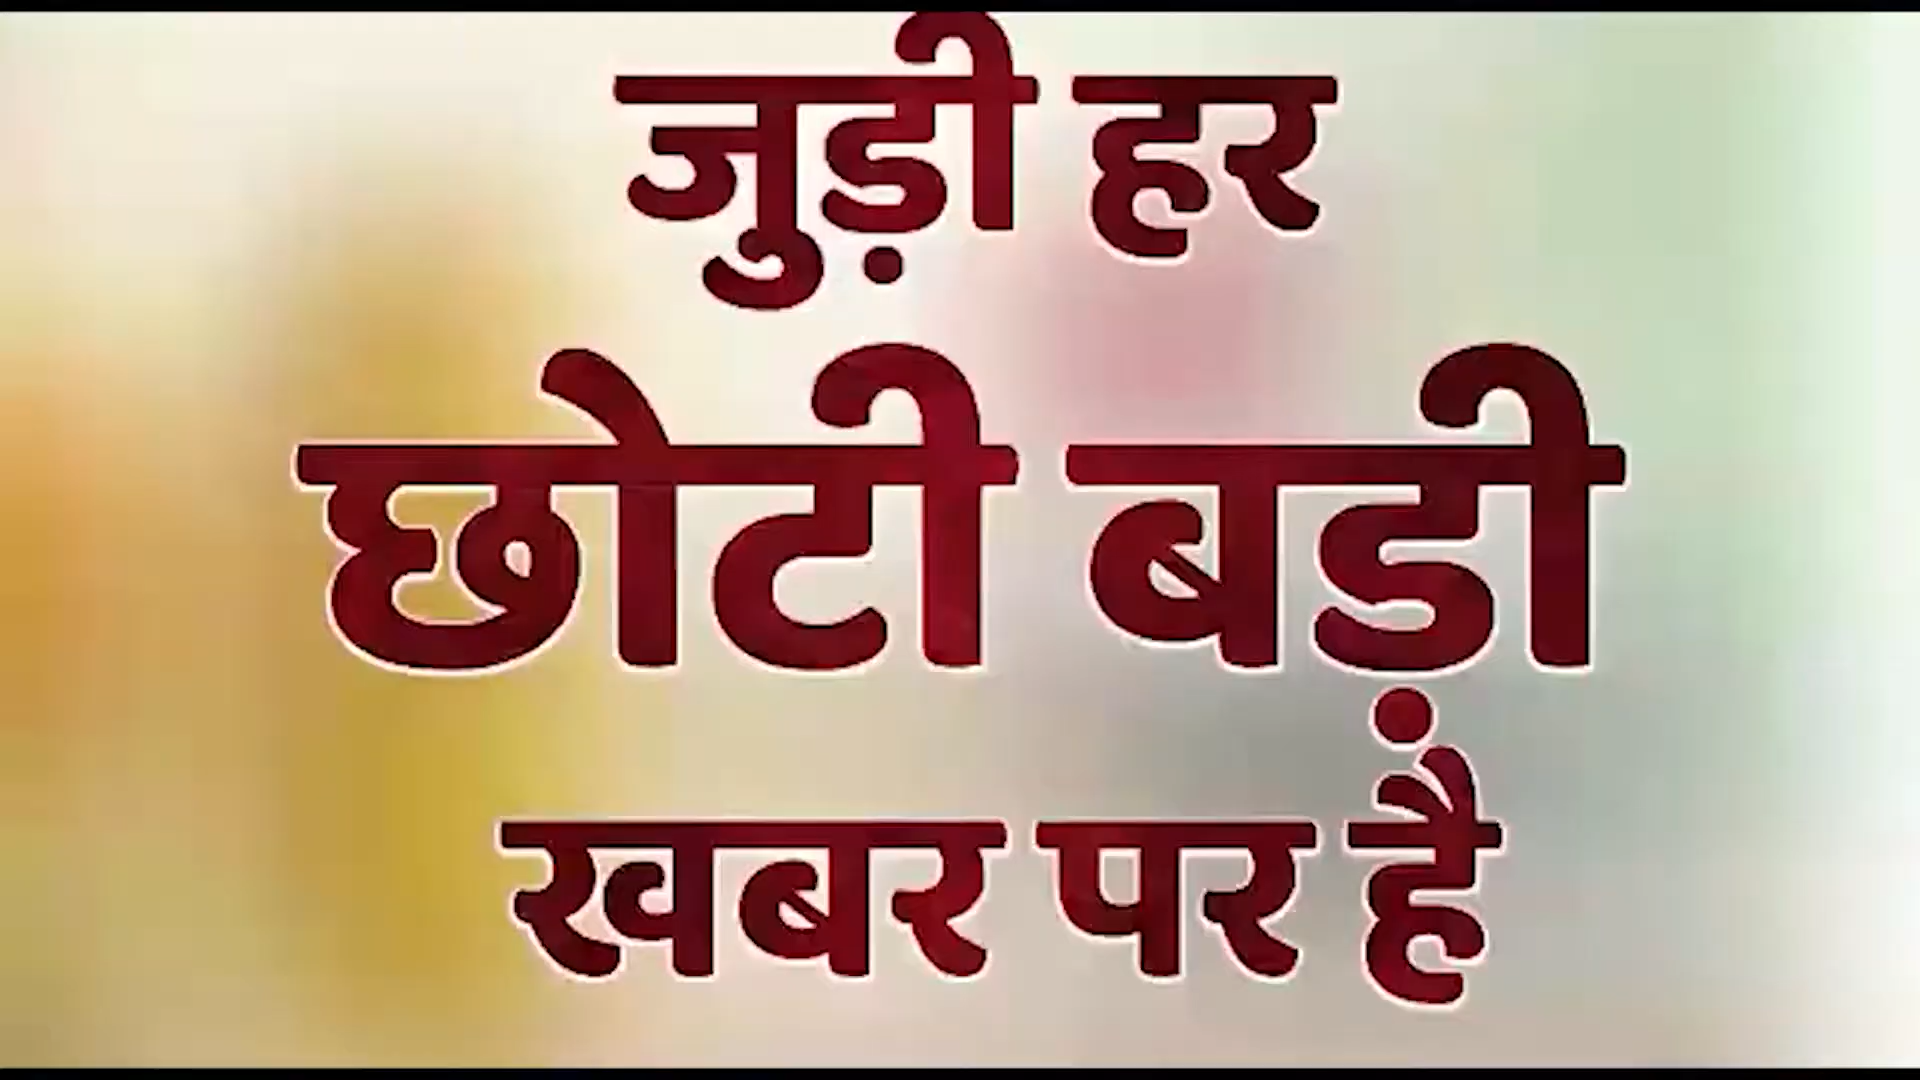 जुड़ी हर
छोटी बड़ी
खबर पर है